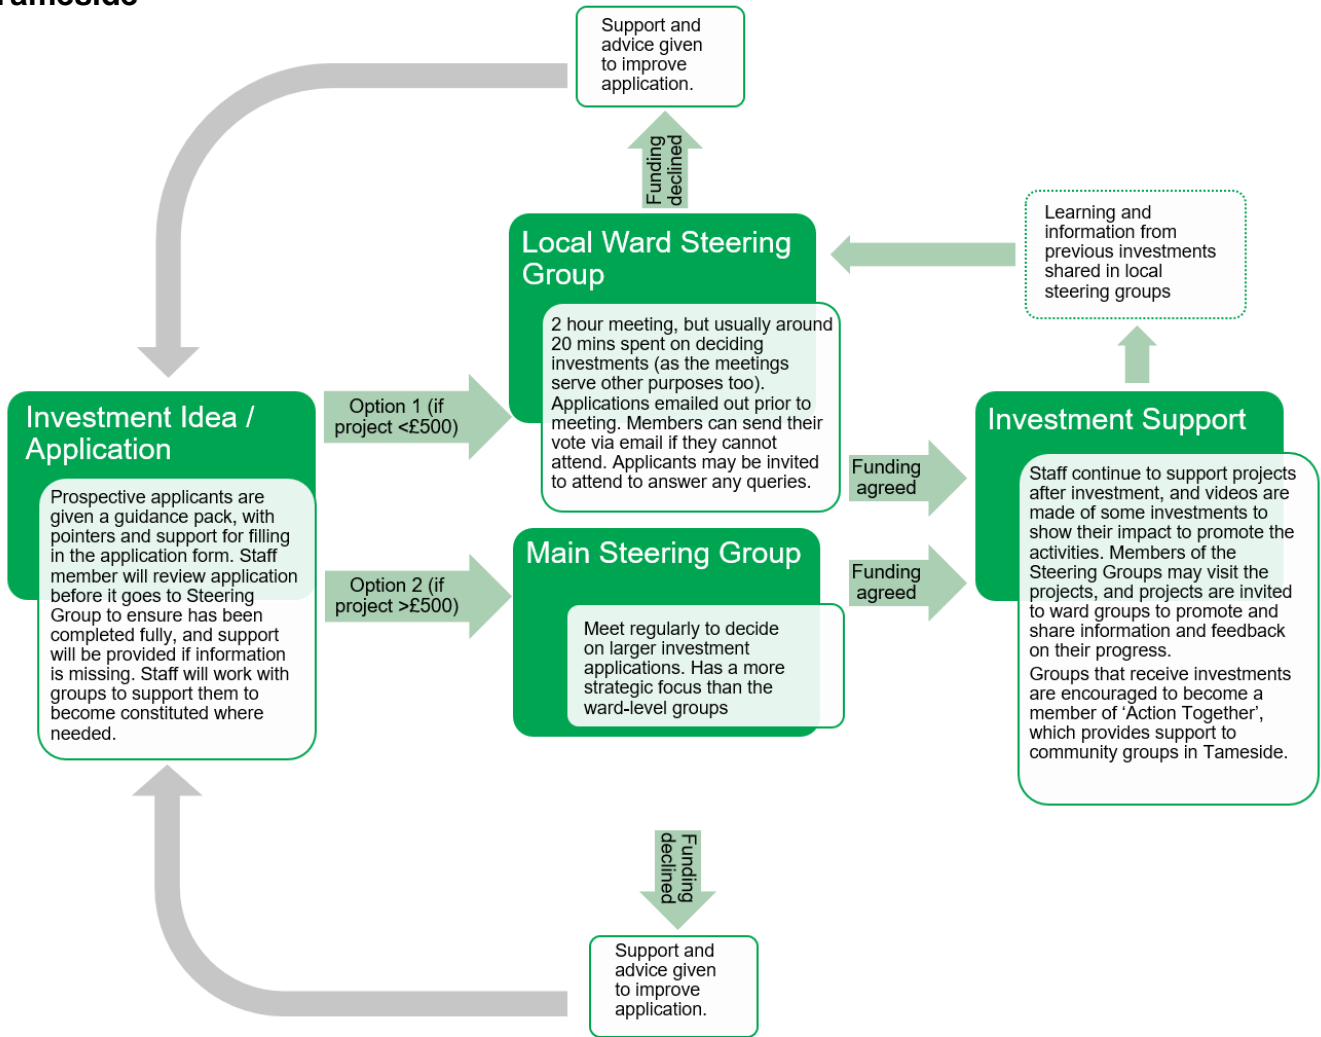 Tameside
Support and
advice given
to improve
application.
Funding
declined
Learning and
information from
previous investments
shared in local
steering groups
Local Ward Steering
Group
2 hour meeting, but usually around
20 mins spent on deciding
investments (as the meetings
serve other purposes too).
Applications emailed out prior to
meeting. Members can send their
vote via email if they cannot
attend. Applicants may be invited
to attend to answer any queries.
Investment Idea /
Application
Prospective applicants are
given a guidance pack, with
pointers and support for filling
in the application form. Staff
member will review application
before it goes to Steering
Group to ensure has been
completed fully, and support
will be provided if information
is missing. Staff will work with
groups to support them to
become constituted where
needed.
Option 1 (if
project <£500)
Option 2 (if
project >£500)
Main Steering Group
Meet regularly to decide
on larger investment
applications. Has a more
strategic focus than the
ward-level groups
Funding
agreed
Funding
agreed
Investment Support
Staff continue to support projects
after investment, and videos are
made of some investments to
show their impact to promote the
activities. Members of the
Steering Groups may visit the
projects, and projects are invited
to ward groups to promote and
share information and feedback
on their progress.
Groups that receive investments
are encouraged to become a
member of ‘Action Together’,
which provides support to
community groups in Tameside.
Funding
declined
Support and
advice given
to improve
application.